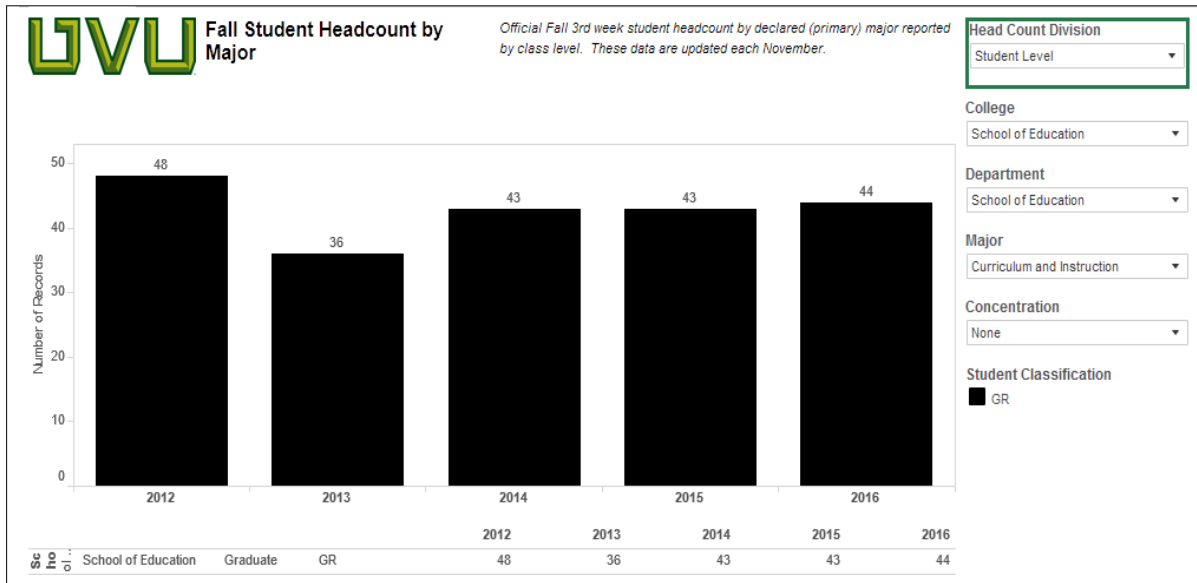 UVU
Fall Student Headcount by
Major
Official Fall 3rd week student headcount by declared (primary) major reported
by class level.  These data are updated each November.
Head Count Division
Student Level
College
School of Education
Department
School of Education
Major
Curriculum and Instruction
Concentration
None
Student Classification
GR
Number of Records
50
40
30
20
10
0
48
36
43
43
44
2012
2013
2014
2015
2016
2012 2013 2014 2015 2016
Sc
ho
ol..
School of Education Graduate GR 48 36 43 43 44